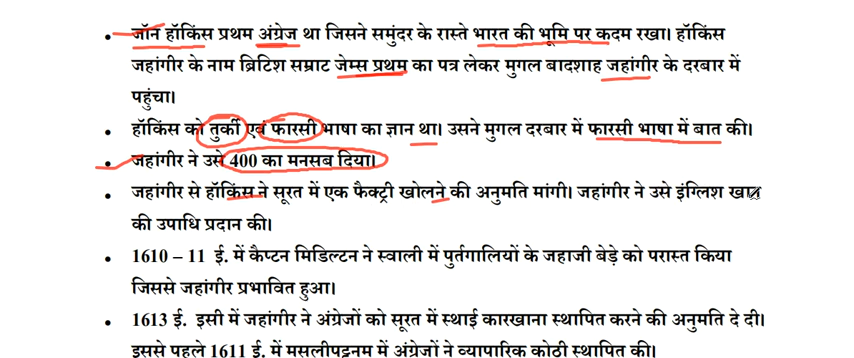 • जॉन हॉकिंस प्रथम अंग्रेज था जिसने समुंदर के रास्ते भारत की भूमि पर कदम रखा। हॉकिंस
जहांगीर के नाम ब्रिटिश सम्राट जेम्स प्रथम का पत्र लेकर मुगल बादशाह जहांगीर के दरबार में
पहुंचा।
• हॉकिंस को तुर्की एवं फारसी भाषा का ज्ञान था। उसने मुगल दरबार में फारसी भाषा में बात की।
• जहांगीर ने उसे 400 का मनसब दिया।
• जहांगीर से हॉकिंस ने सूरत में एक फैक्ट्री खोलने की अनुमति मांगी। जहांगीर ने उसे इंग्लिश खान
की उपाधि प्रदान की।
• 1610 – 11 ई. में कैप्टन मिडिल्टन ने स्वाली में पुर्तगालियों के जहाजी बेड़े को परास्त किया
जिससे जहांगीर प्रभावित हुआ।
• 1613 ई. इसी में जहांगीर ने अंग्रेजों को सूरत में स्थाई कारखाना स्थापित करने की अनुमति दे दी।
इससे पहले 1611 ई. में मसुलीपट्टनम में अंग्रेजों ने व्यापारिक कोठी स्थापित की।